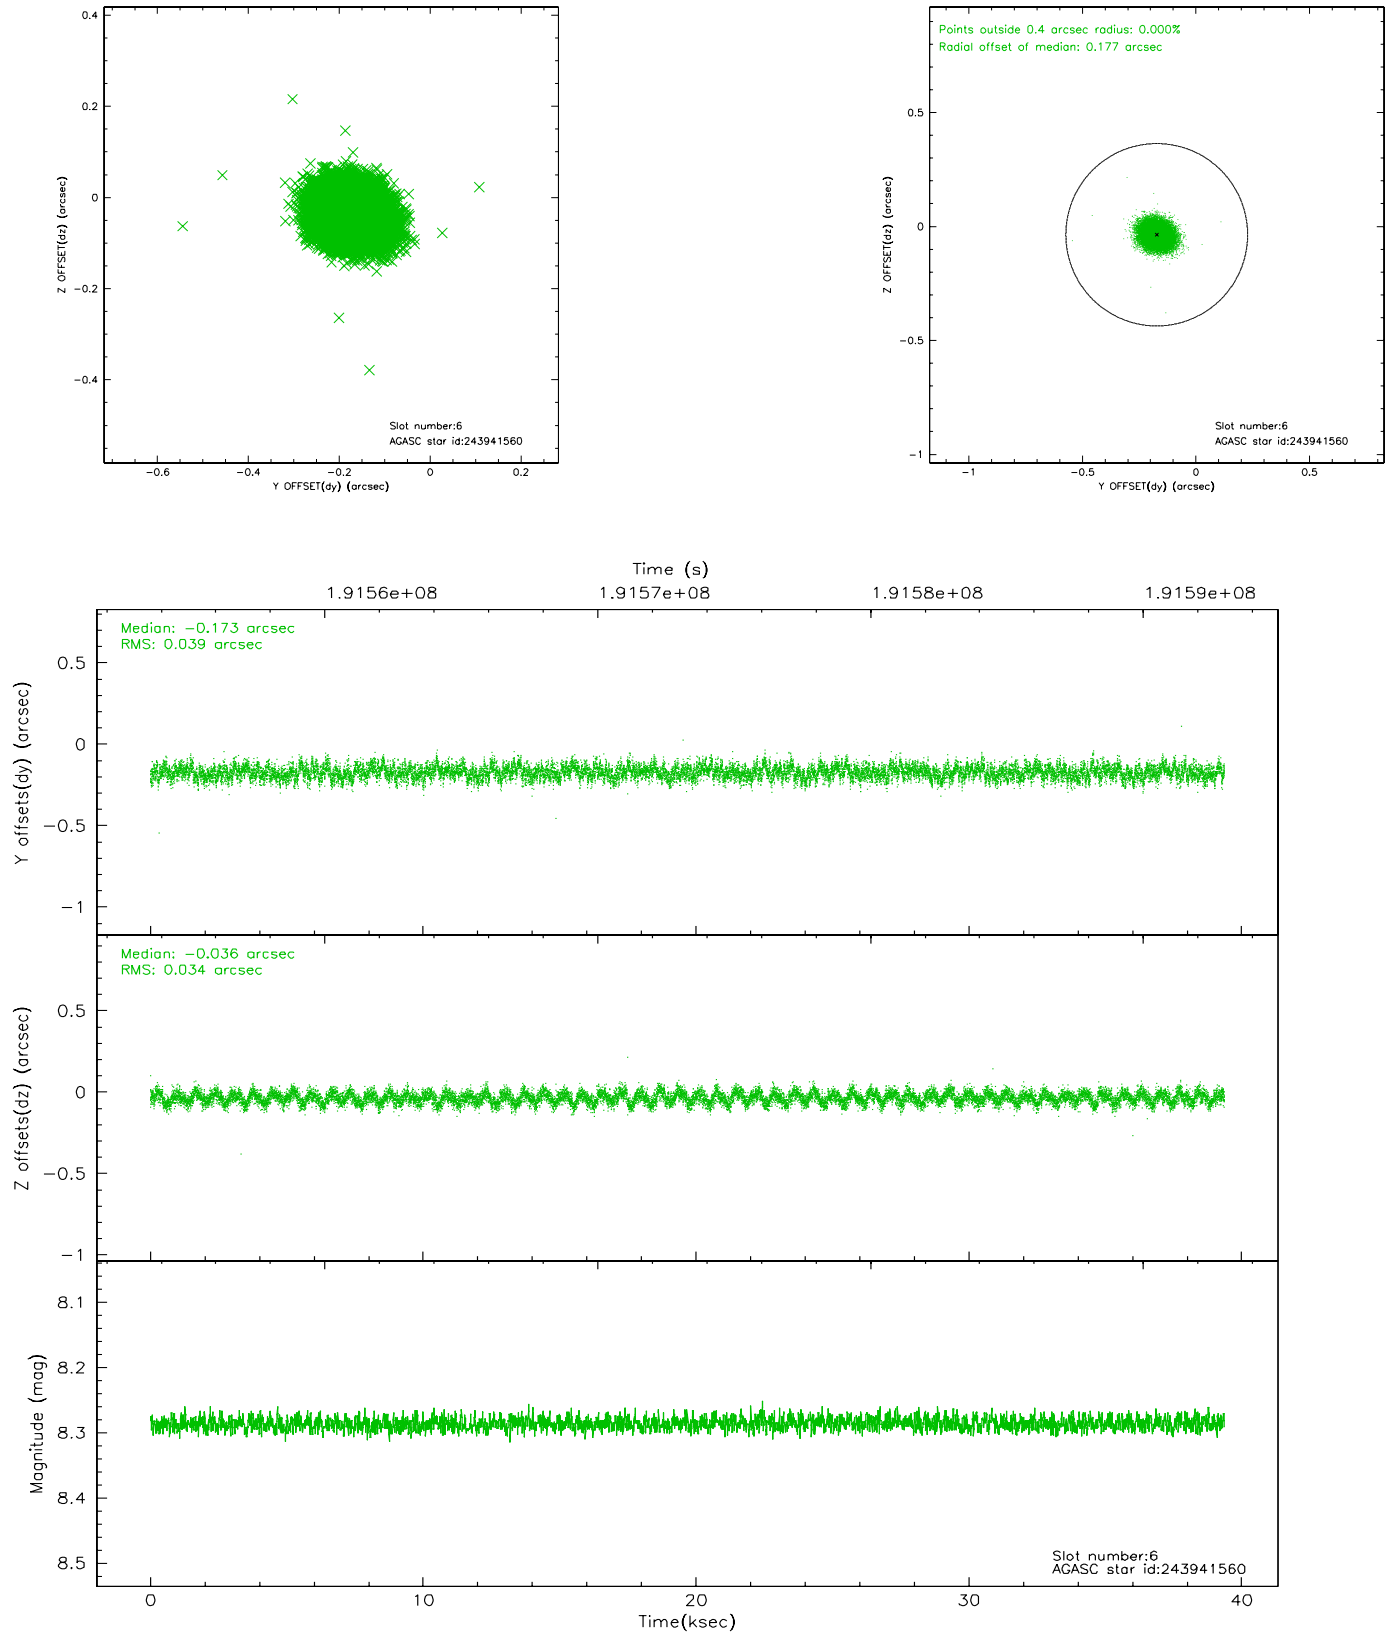 0.4
0.2
0
−0.2
−0.4
Z OFFSET(dz) (arcsec)
Slot number:6
AGASC star id:243941560
−0.6
−0.4
−0.2
0
0.2
Y OFFSET(dy) (arcsec)
Points outside 0.4 arcsec radius: 0.000%
Radial offset of median: 0.177 arcsec
0.5
0
−0.5
−1
Z OFFSET(dz) (arcsec)
Slot number:6
AGASC star id:243941560
−1
−0.5
0
0.5
Y OFFSET(dy) (arcsec)
Time (s)
1.9156e+08
1.9157e+08
1.9158e+08
1.9159e+08
Median: −0.173 arcsec
RMS: 0.039 arcsec
0.5
0
−0.5
−1
Y offsets(dy) (arcsec)
Median: −0.036 arcsec
RMS: 0.034 arcsec
0.5
0
−0.5
−1
Z offsets(dz) (arcsec)
8.1
8.2
8.3
8.4
8.5
Magnitude (mag)
Slot number:6
AGASC star id:243941560
0
10
20
30
40
Time(ksec)